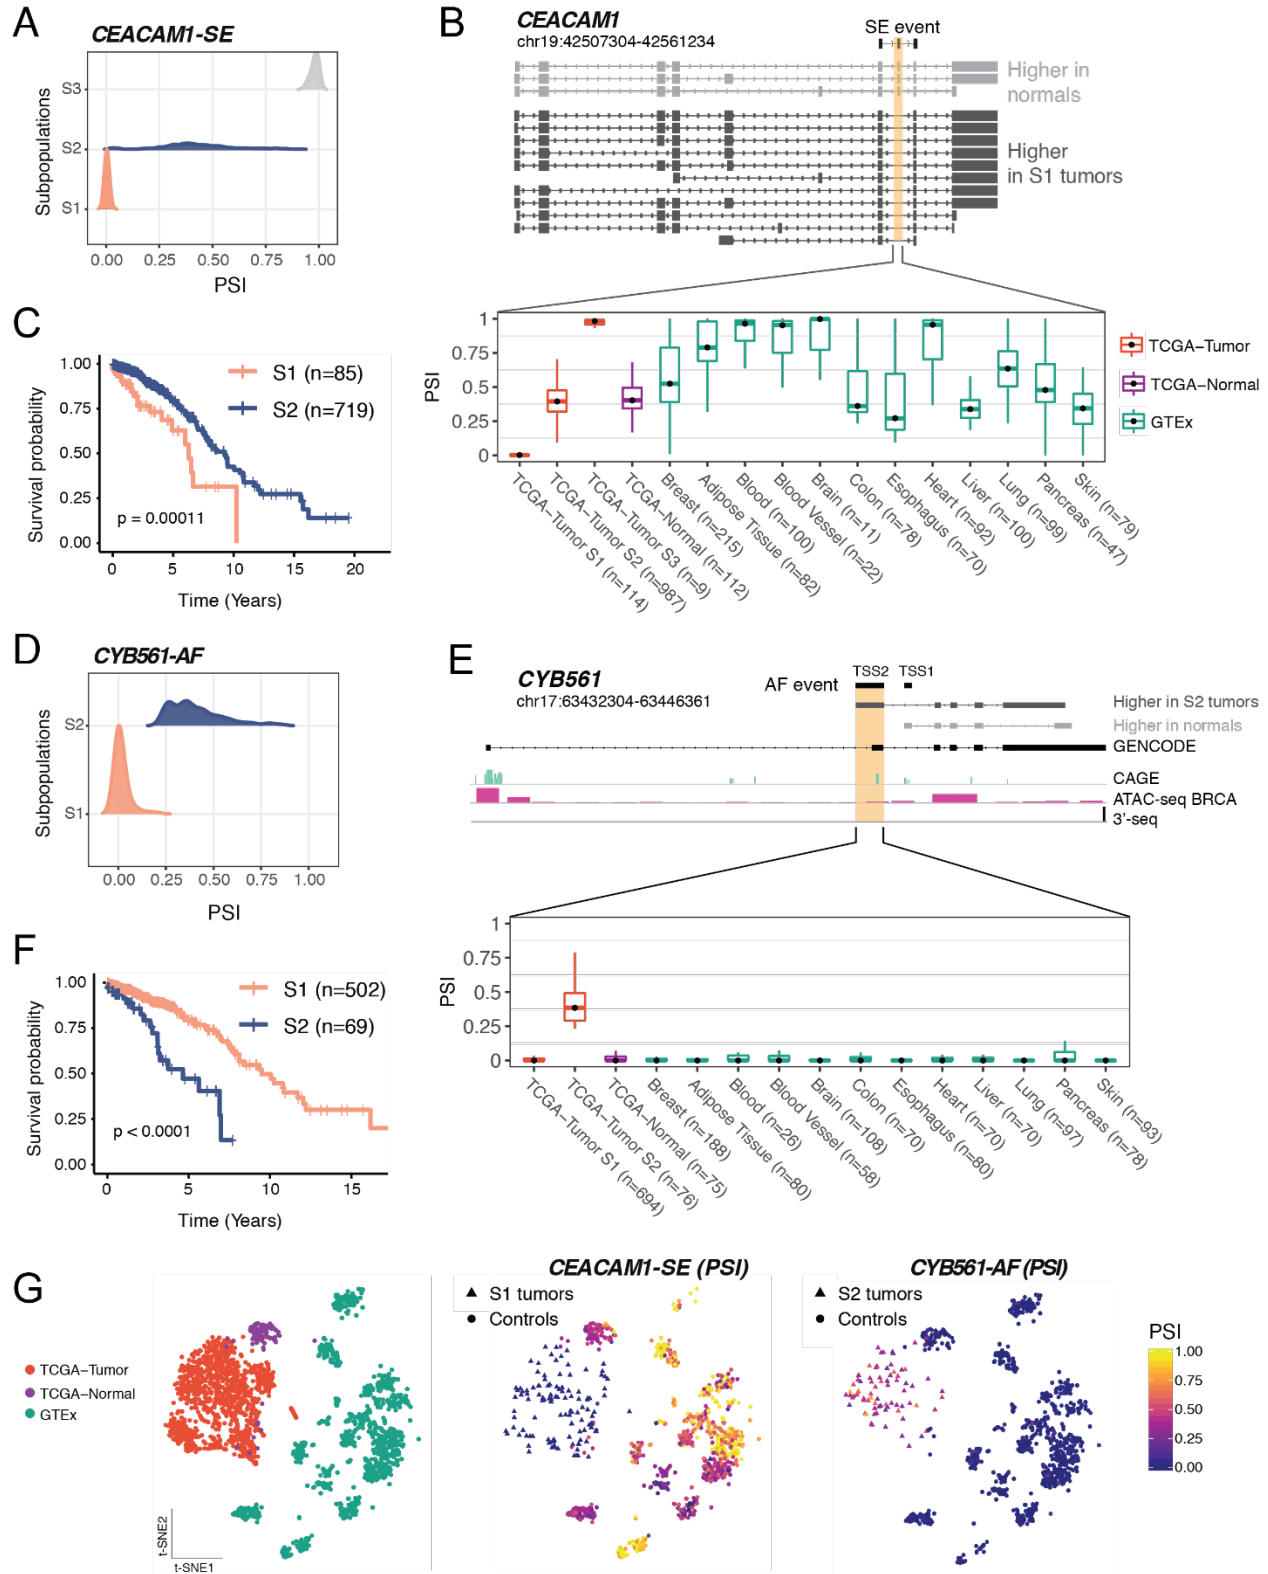 A
CEACAM1-SE
Subpopulations
S3
S2
S1
0.00 0.25 0.50 0.75 1.00
PSI
B
CEACAM1
chr19:42507304-42561234
SE event
Higher in
normals
Higher
in S1 tumors
PSI
1
0.75
0.5
0.25
0
TCGA-Tumor S1 (n=114)
TCGA-Tumor S2 (n=987)
TCGA-Tumor S3 (n=9)
TCGA-Normal (n=112)
Breast (n=215)
Adipose Tissue (n=82)
Blood (n=100)
Blood Vessel (n=22)
Brain (n=11)
Colon (n=78)
Esophagus (n=70)
Heart (n=92)
Liver (n=100)
Lung (n=99)
Pancreas (n=47)
Skin (n=79)
TCGA-Tumor
TCGA-Normal
GTEx
C
Survival probability
1.00
0.75
0.50
0.25
0.00
S1 (n=85)
S2 (n=719)
p = 0.00011
0 5 10 15 20
Time (Years)
D
CYB561-AF
Subpopulations
S2
S1
0.00 0.25 0.50 0.75 1.00
PSI
E
CYB561
chr17:63432304-63446361
AF event
TSS2 TSS1
Higher in S2 tumors
Higher in normals
GENCODE
CAGE
ATAC-seq BRCA
3'-seq
PSI
1
0.75
0.5
0.25
0
TCGA-Tumor S1 (n=694)
TCGA-Tumor S2 (n=76)
TCGA-Normal (n=75)
Breast (n=188)
Adipose Tissue (n=80)
Blood (n=26)
Blood Vessel (n=58)
Brain (n=108)
Colon (n=70)
Esophagus (n=80)
Heart (n=70)
Liver (n=70)
Lung (n=97)
Pancreas (n=78)
Skin (n=93)
F
Survival probability
1.00
0.75
0.50
0.25
0.00
S1 (n=502)
S2 (n=69)
p < 0.0001
0 5 10 15
Time (Years)
G
TCGA-Tumor
TCGA-Normal
GTEx
t-SNE2
t-SNE1
CEACAM1-SE (PSI)
S1 tumors
Controls
CYB561-AF (PSI)
S2 tumors
Controls
PSI
1.00
0.75
0.50
0.25
0.00